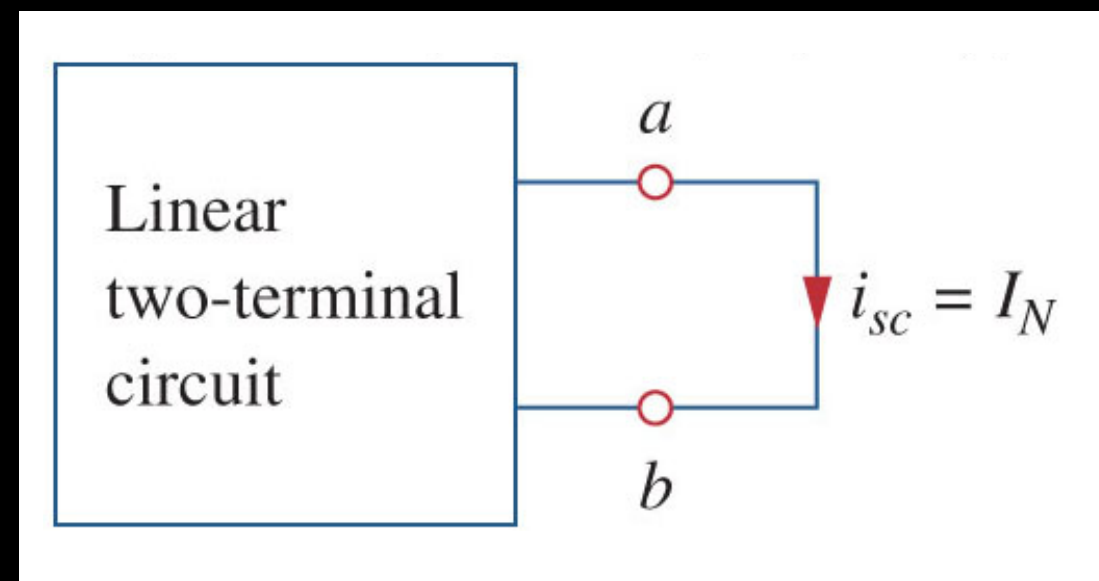 a
Linear
two-terminal
circuit
i_sc = I_N
b